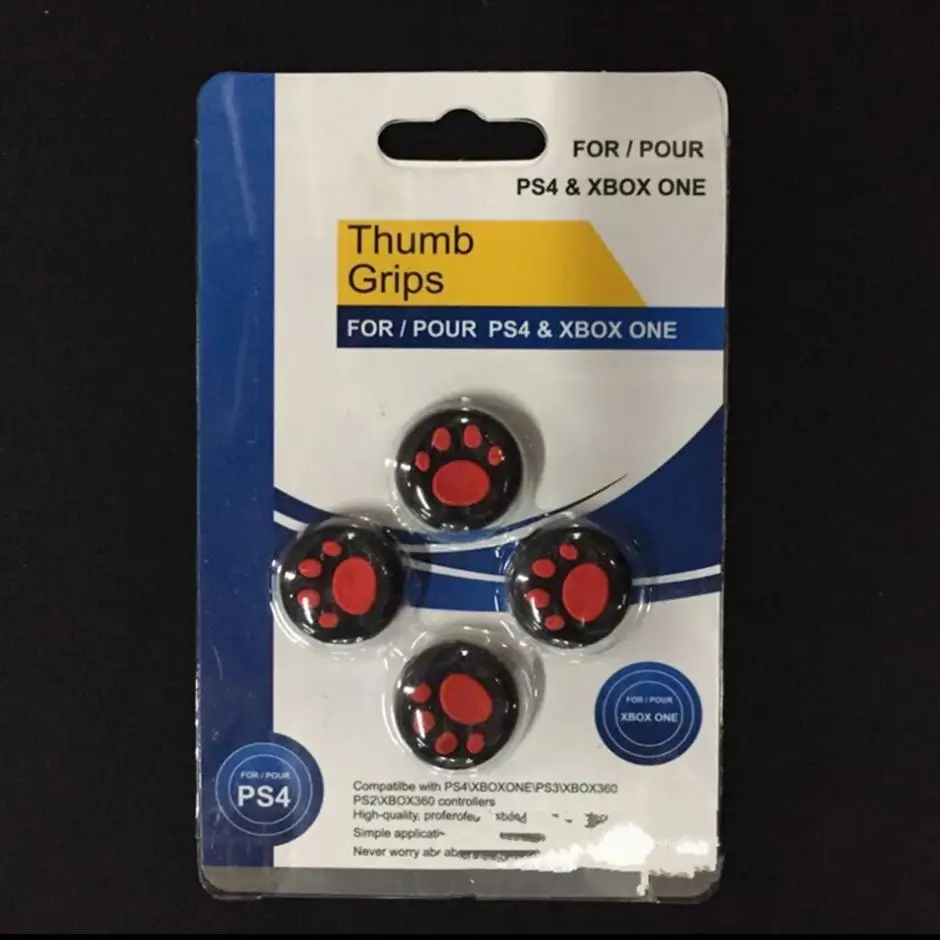 FOR / POUR
PS4 & XBOX ONE
Thumb
Grips
FOR / POUR PS4 & XBOX ONE
FOR / POUR
XBOX ONE
FOR / POUR
PS4
Compatilbe with PS4\XBOXONE\PS3\XBOX360
PS2\XBOX360 controllers
High-quality,
Simple
Never worry